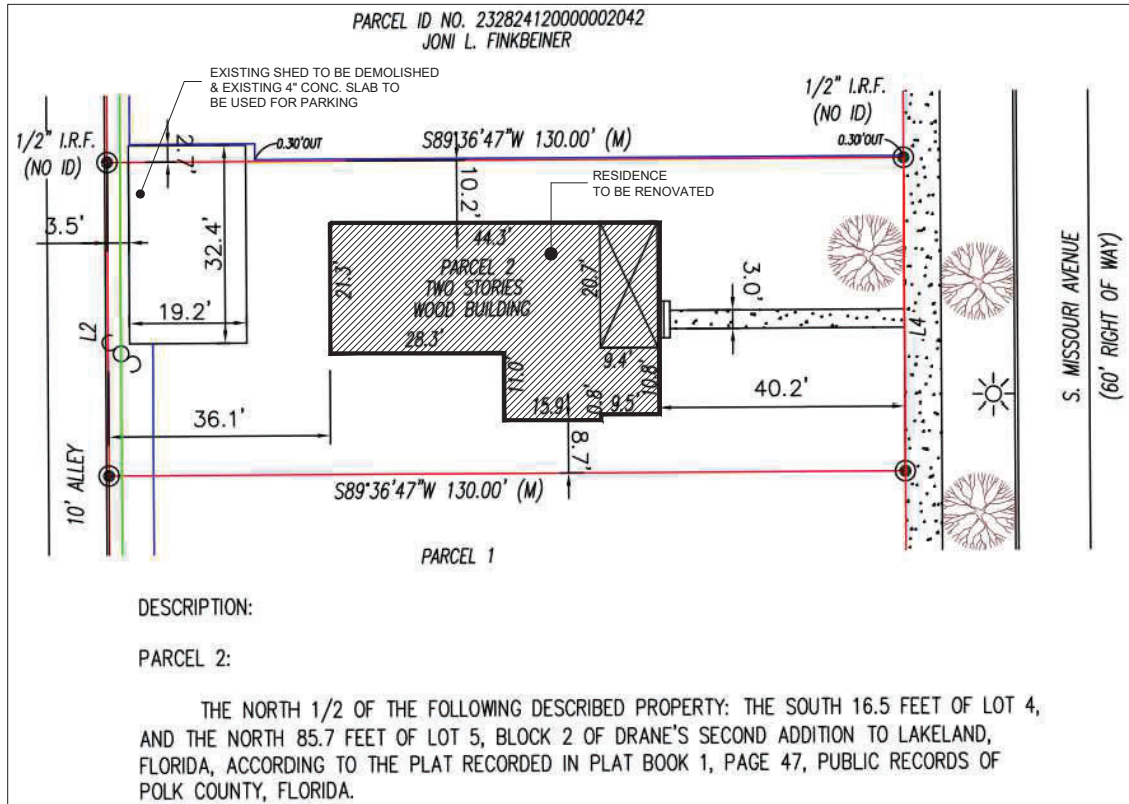 PARCEL ID NO. 232824120000002042
JONI L. FINKBEINER
EXISTING SHED TO BE DEMOLISHED
& EXISTING 4" CONC. SLAB TO
BE USED FOR PARKING
1/2" I.R.F.
(NO ID)
2.7'
0.30'OUT
S89°36'47"W 130.00' (M)
1/2" I.R.F.
(NO ID)
0.30'OUT
RESIDENCE
TO BE RENOVATED
10.2'
3.5'
32.4'
19.2'
44.3'
21.3'
PARCEL 2
TWO STORIES
WOOD BUILDING
20.7'
28.3'
9.4'
11.0'
10.8'
15.9'
0.8'
9.5'
3.0'
L2
L4
36.1'
40.2'
8.7'
S. MISSOURI AVENUE
(60' RIGHT OF WAY)
10' ALLEY
S89°36'47"W 130.00' (M)
PARCEL 1
DESCRIPTION:
PARCEL 2:
THE NORTH 1/2 OF THE FOLLOWING DESCRIBED PROPERTY: THE SOUTH 16.5 FEET OF LOT 4,
AND THE NORTH 85.7 FEET OF LOT 5, BLOCK 2 OF DRANE'S SECOND ADDITION TO LAKELAND,
FLORIDA, ACCORDING TO THE PLAT RECORDED IN PLAT BOOK 1, PAGE 47, PUBLIC RECORDS OF
POLK COUNTY, FLORIDA.